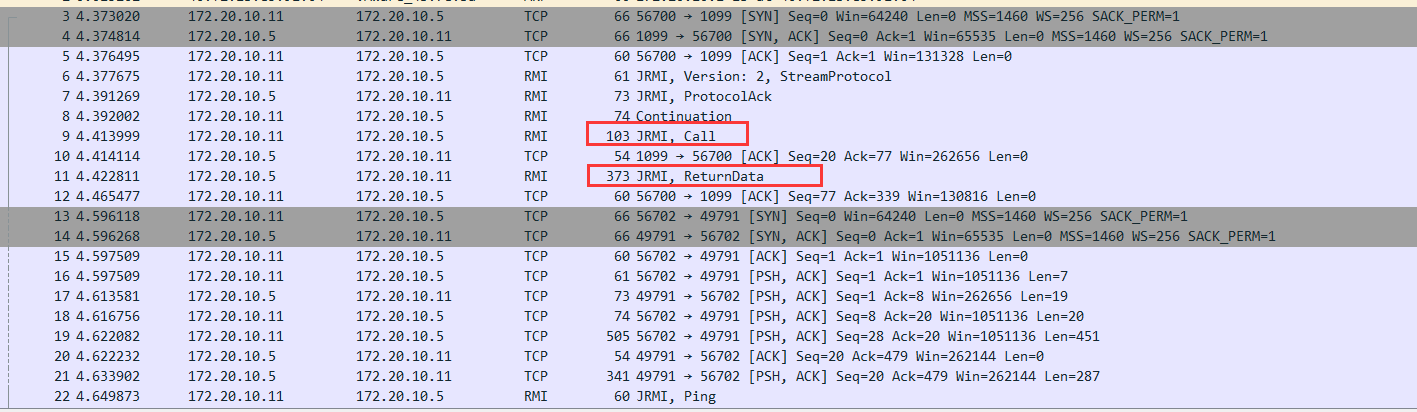 3 4.373020 172.20.10.11 172.20.10.5 TCP 66 56700 → 1099 [SYN] Seq=0 Win=64240 Len=0 MSS=1460 WS=256 SACK_PERM=1
4 4.374814 172.20.10.5 172.20.10.11 TCP 66 1099 → 56700 [SYN, ACK] Seq=0 Ack=1 Win=65535 Len=0 MSS=1460 WS=256 SACK_PERM=1
5 4.376495 172.20.10.11 172.20.10.5 TCP 60 56700 → 1099 [ACK] Seq=1 Ack=1 Win=131328 Len=0
6 4.377675 172.20.10.11 172.20.10.5 RMI 61 JRMI, Version: 2, StreamProtocol
7 4.391269 172.20.10.5 172.20.10.11 RMI 73 JRMI, ProtocolAck
8 4.392002 172.20.10.11 172.20.10.5 RMI 74 Continuation
9 4.413999 172.20.10.11 172.20.10.5 RMI 103 JRMI, Call
10 4.414114 172.20.10.5 172.20.10.11 TCP 54 1099 → 56700 [ACK] Seq=20 Ack=77 Win=262656 Len=0
11 4.422811 172.20.10.5 172.20.10.11 RMI 373 JRMI, ReturnData
12 4.465477 172.20.10.11 172.20.10.5 TCP 60 56700 → 1099 [ACK] Seq=77 Ack=339 Win=130816 Len=0
13 4.596118 172.20.10.11 172.20.10.5 TCP 66 56702 → 49791 [SYN] Seq=0 Win=64240 Len=0 MSS=1460 WS=256 SACK_PERM=1
14 4.596268 172.20.10.5 172.20.10.11 TCP 66 49791 → 56702 [SYN, ACK] Seq=0 Ack=1 Win=65535 Len=0 MSS=1460 WS=256 SACK_PERM=1
15 4.597509 172.20.10.11 172.20.10.5 TCP 60 56702 → 49791 [ACK] Seq=1 Ack=1 Win=1051136 Len=0
16 4.597509 172.20.10.11 172.20.10.5 TCP 61 56702 → 49791 [PSH, ACK] Seq=1 Ack=1 Win=1051136 Len=7
17 4.613581 172.20.10.5 172.20.10.11 TCP 73 49791 → 56702 [PSH, ACK] Seq=1 Ack=8 Win=262656 Len=19
18 4.616756 172.20.10.11 172.20.10.5 TCP 74 56702 → 49791 [PSH, ACK] Seq=8 Ack=20 Win=1051136 Len=20
19 4.622082 172.20.10.11 172.20.10.5 TCP 505 56702 → 49791 [PSH, ACK] Seq=28 Ack=20 Win=1051136 Len=451
20 4.622232 172.20.10.5 172.20.10.11 TCP 54 49791 → 56702 [ACK] Seq=20 Ack=479 Win=262144 Len=0
21 4.633902 172.20.10.5 172.20.10.11 TCP 341 49791 → 56702 [PSH, ACK] Seq=20 Ack=479 Win=262144 Len=287
22 4.649873 172.20.10.11 172.20.10.5 RMI 60 JRMI, Ping